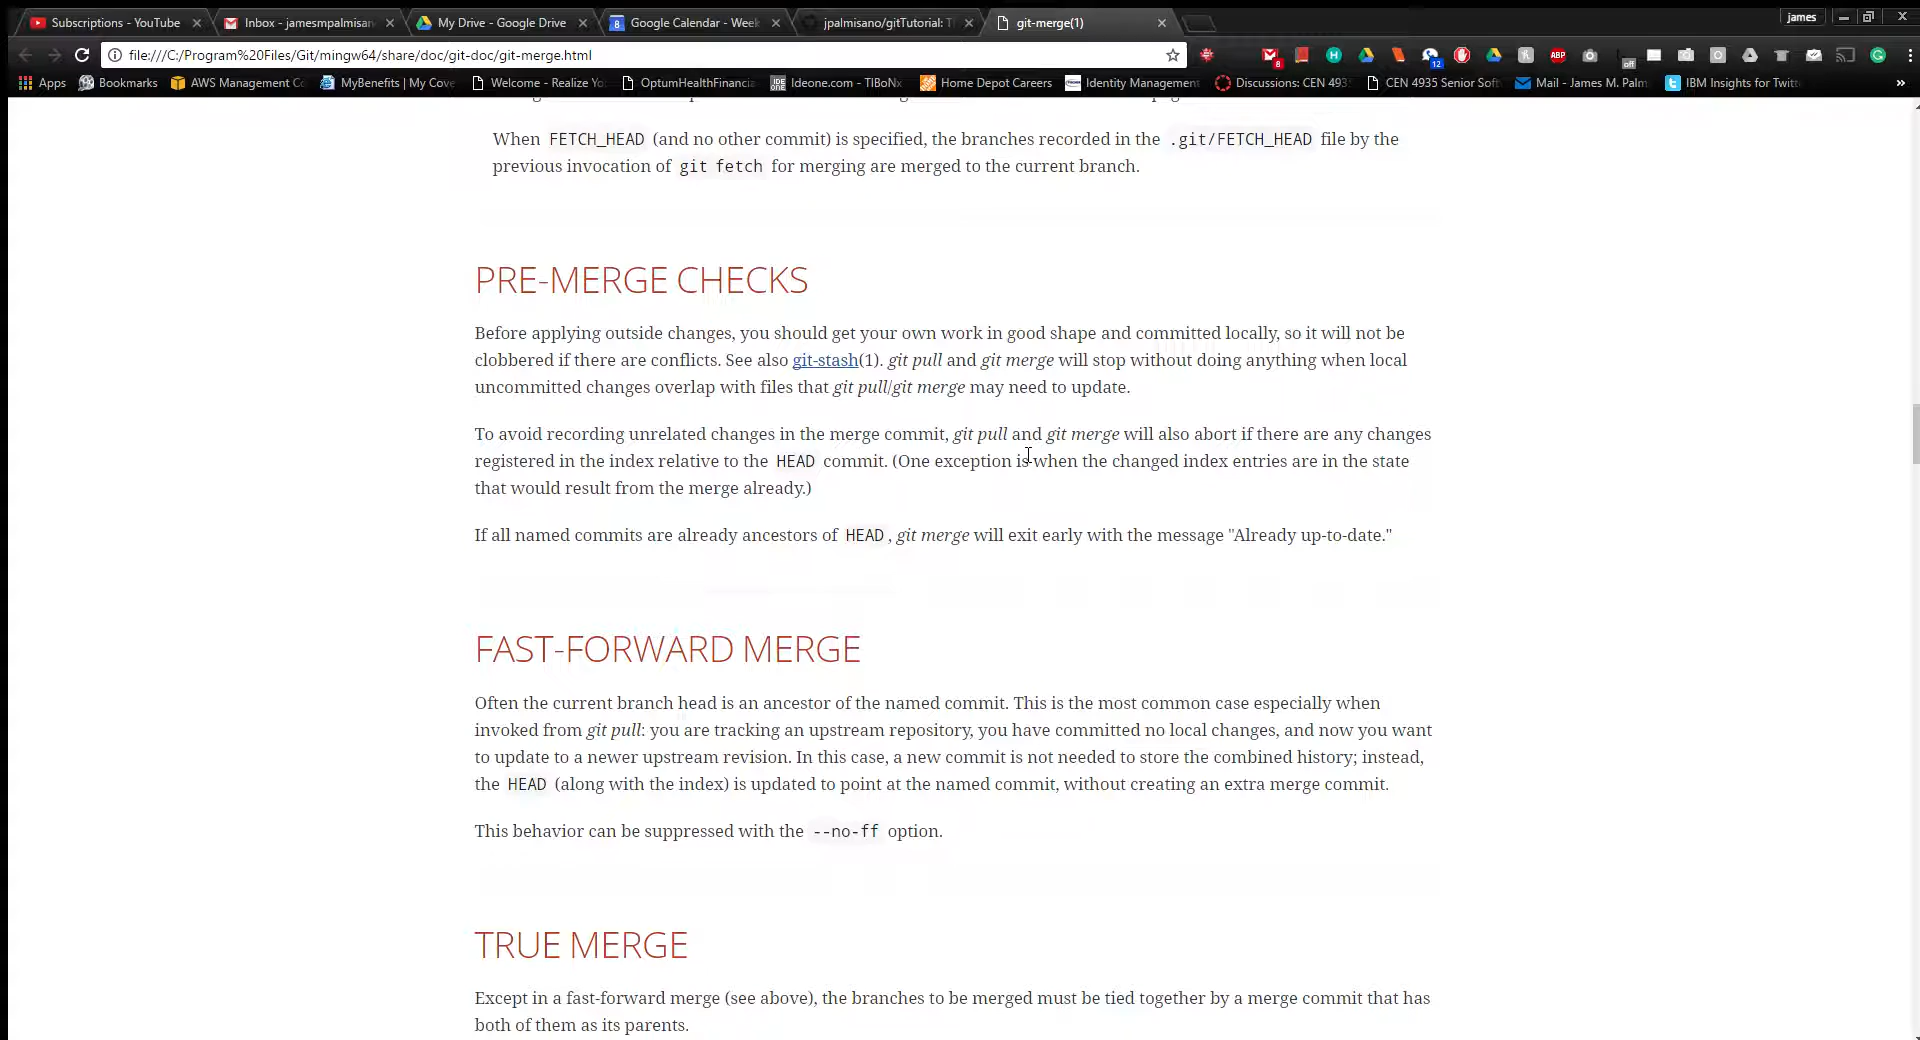 Subscriptions - YouTube
Inbox - jamesmpalmisan
My Drive - Google Drive
Google Calendar - Week
jpalmisano/gitTutorial: T
git-merge(1)
james
file:///C:/Program%20Files/Git/mingw64/share/doc/git-doc/git-merge.html
8
12
ABP
off
Apps
Bookmarks
AWS Management Co
MyBenefits | My Cove
Welcome - Realize Yo
OptumHealthFinancia
Ideone.com - TIBoNx
Home Depot Careers
Identity Management
Discussions: CEN 493
CEN 4935 Senior Soft
Mail - James M. Palm
IBM Insights for Twitt
»
When FETCH_HEAD (and no other commit) is specified, the branches recorded in the .git/FETCH_HEAD file by the
previous invocation of git fetch for merging are merged to the current branch.
PRE-MERGE CHECKS
Before applying outside changes, you should get your own work in good shape and committed locally, so it will not be
clobbered if there are conflicts. See also git-stash(1). git pull and git merge will stop without doing anything when local
uncommitted changes overlap with files that git pull/git merge may need to update.
To avoid recording unrelated changes in the merge commit, git pull and git merge will also abort if there are any changes
registered in the index relative to the HEAD commit. (One exception is when the changed index entries are in the state
that would result from the merge already.)
If all named commits are already ancestors of HEAD, git merge will exit early with the message "Already up-to-date."
FAST-FORWARD MERGE
Often the current branch head is an ancestor of the named commit. This is the most common case especially when
invoked from git pull: you are tracking an upstream repository, you have committed no local changes, and now you want
to update to a newer upstream revision. In this case, a new commit is not needed to store the combined history; instead,
the HEAD (along with the index) is updated to point at the named commit, without creating an extra merge commit.
This behavior can be suppressed with the --no-ff option.
TRUE MERGE
Except in a fast-forward merge (see above), the branches to be merged must be tied together by a merge commit that has
both of them as its parents.